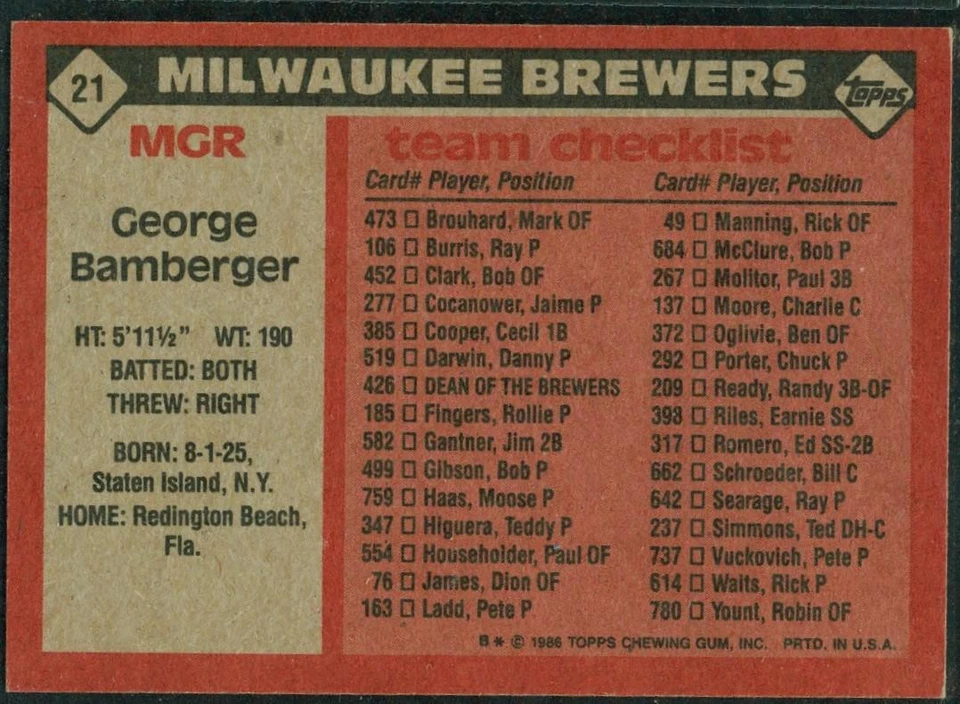 21
MILWAUKEE BREWERS
Topps
MGR
George
Bamberger
HT: 5'11½" WT: 190
BATTED: BOTH
THREW: RIGHT
BORN: 8-1-25,
Staten Island, N.Y.
HOME: Redington Beach,
Fla.
team checklist
Card# Player, Position
473 □ Brouhard, Mark OF
106 □ Burris, Ray P
452 □ Clark, Bob OF
277 □ Cocanower, Jaime P
385 □ Cooper, Cecil 1B
519 □ Darwin, Danny P
426 □ DEAN OF THE BREWERS
185 □ Fingers, Rollie P
582 □ Gantner, Jim 2B
499 □ Gibson, Bob P
759 □ Haas, Moose P
347 □ Higuera, Teddy P
554 □ Householder, Paul OF
76 □ James, Dion OF
163 □ Ladd, Pete P
Card# Player, Position
49 □ Manning, Rick OF
684 □ McClure, Bob P
267 □ Molitor, Paul 3B
137 □ Moore, Charlie C
372 □ Oglivie, Ben OF
292 □ Porter, Chuck P
209 □ Ready, Randy 3B-OF
398 □ Riles, Earnie SS
317 □ Romero, Ed SS-2B
662 □ Schroeder, Bill C
642 □ Searage, Ray P
237 □ Simmons, Ted DH-C
737 □ Vuckovich, Pete P
614 □ Waits, Rick P
780 □ Yount, Robin OF
B * © 1986 TOPPS CHEWING GUM, INC. PRTD. IN U.S.A.